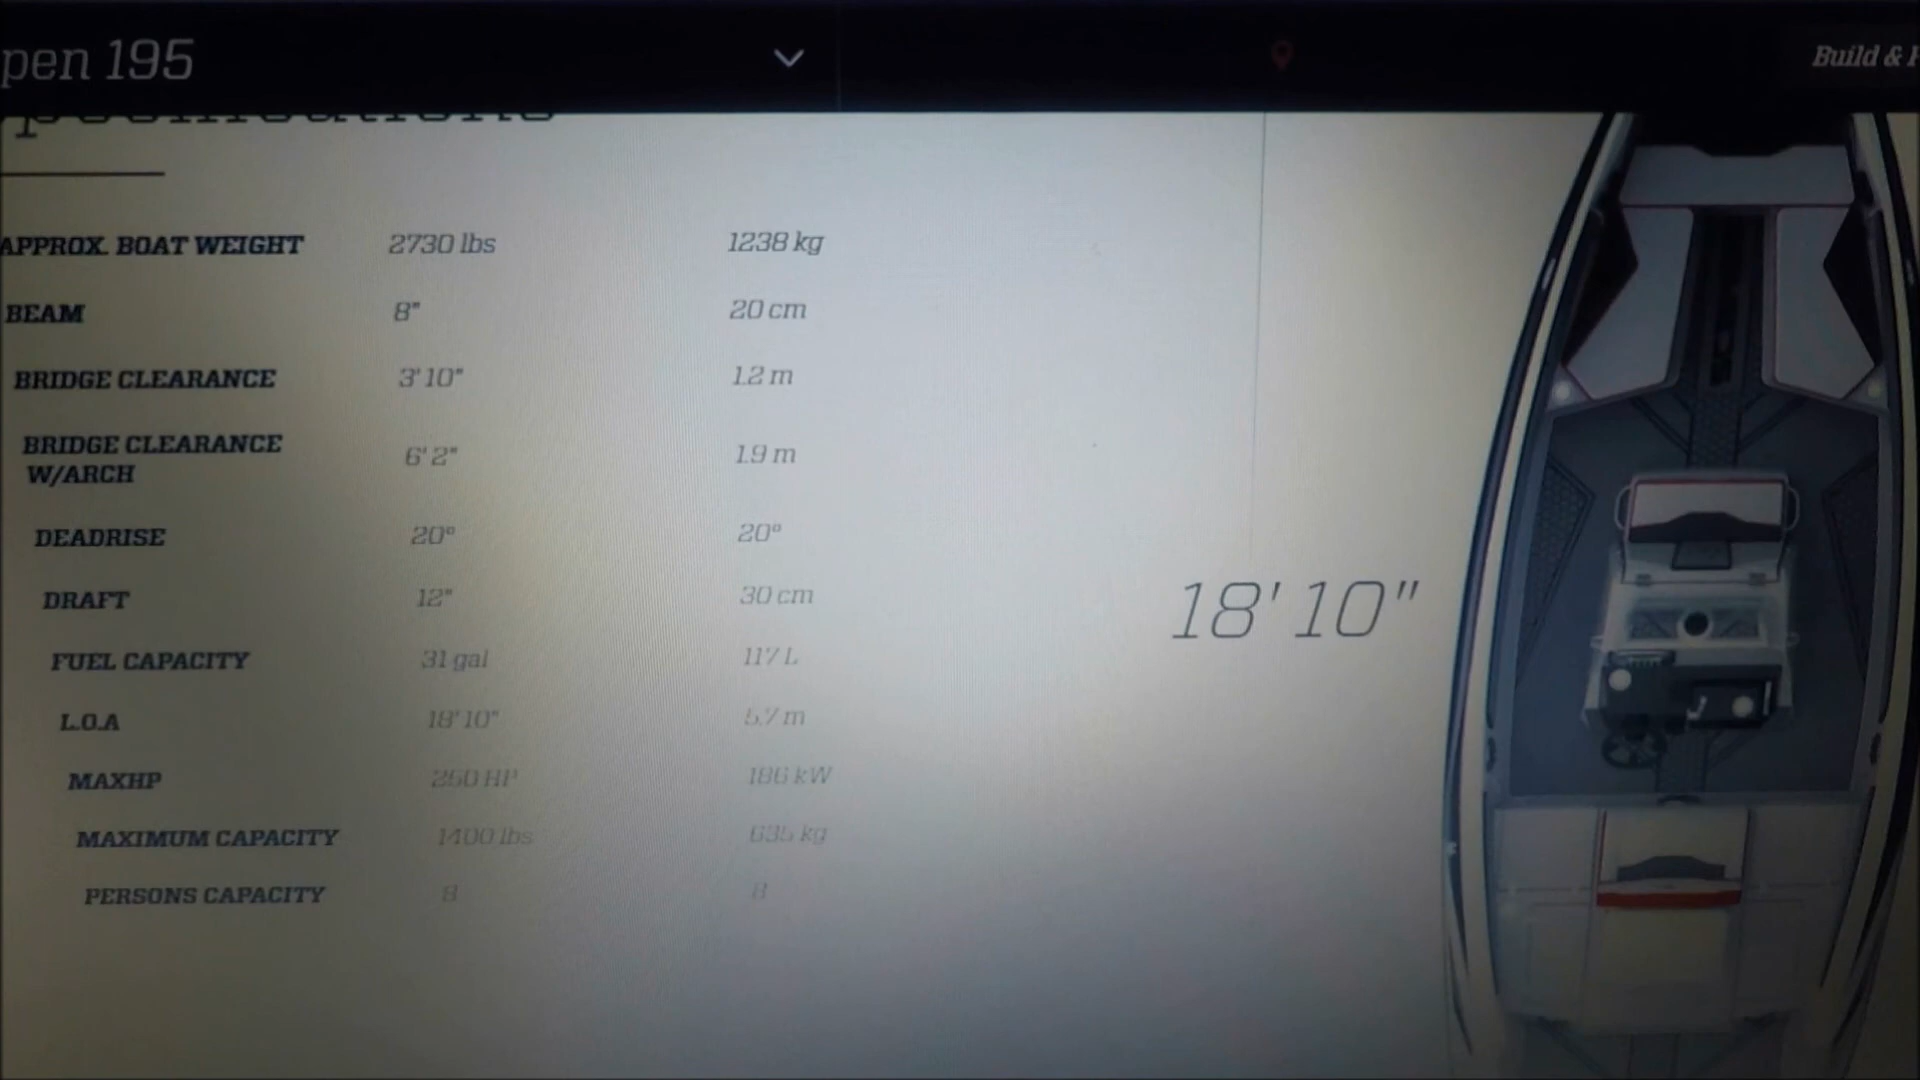 pen 195
Build &
APPROX. BOAT WEIGHT 2730 lbs 1238 kg
BEAM 8" 20 cm
BRIDGE CLEARANCE 3' 10" 1.2 m
BRIDGE CLEARANCE
W/ARCH 6' 2" 1.9 m
DEADRISE 20° 20°
DRAFT 12" 30 cm
FUEL CAPACITY 31 gal 117 L
L.O.A 18' 10" 5.7 m
MAXHP 250 HP 186 kW
MAXIMUM CAPACITY 1400 lbs 635 kg
PERSONS CAPACITY 8 8
18' 10"